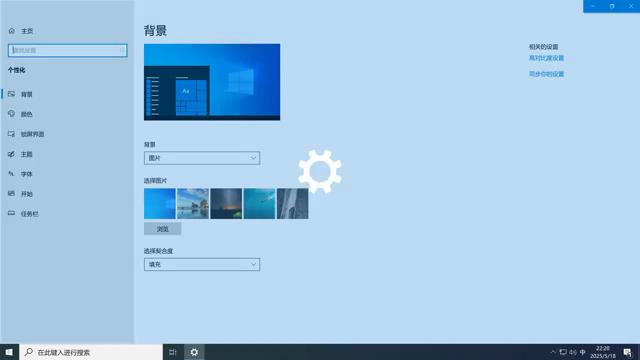 主页
查找设置
个性化
背景
颜色
锁屏界面
主题
字体
开始
任务栏
背景
Aa
背景
图片
选择图片
浏览
选择契合度
填充
相关的设置
高对比度设置
同步你的设置
在此键入进行搜索
中
22:20
2025/5/18